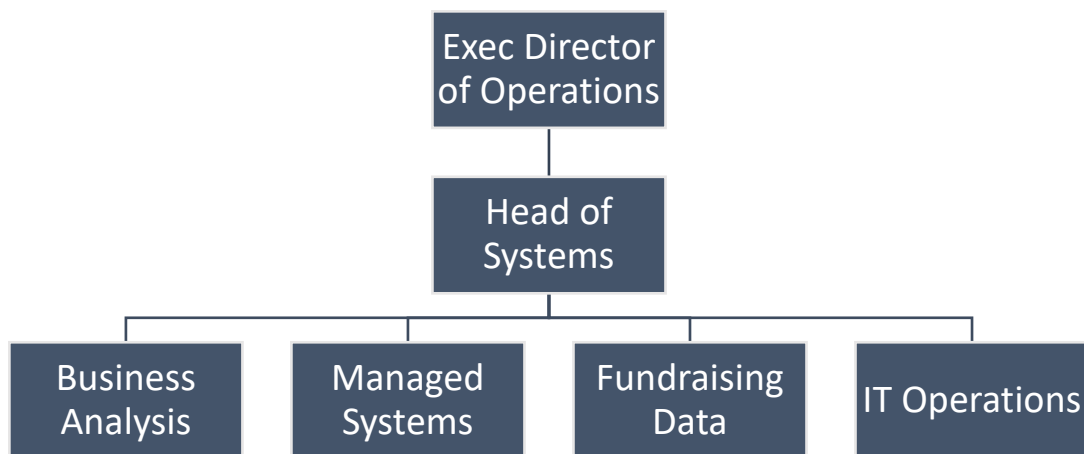 Exec Director
of Operations
Head of
Systems
Business
Analysis
Managed
Systems
Fundraising
Data
IT Operations